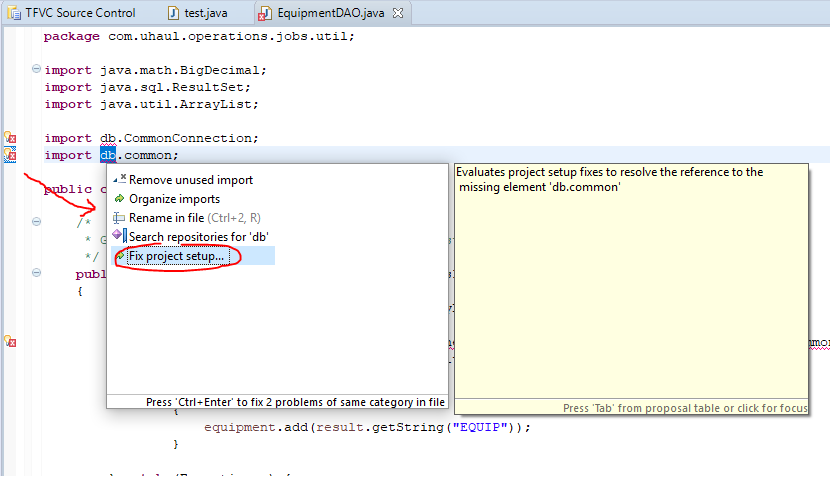 TFVC Source Control test.java EquipmentDAO.java
package com.uhaul.operations.jobs.util;
import java.math.BigDecimal;
import java.sql.ResultSet;
import java.util.ArrayList;
import db.CommonConnection;
import db.common;
public c
/*
* G
*/
publ
{
Remove unused import
Organize imports
Rename in file (Ctrl+2, R)
Search repositories for 'db'
Fix project setup...
Press 'Ctrl+Enter' to fix 2 problems of same category in file
Evaluates project setup fixes to resolve the reference to the
missing element 'db.common'
Press 'Tab' from proposal table or click for focus
{
equipment.add(result.getString("EQUIP"));
}